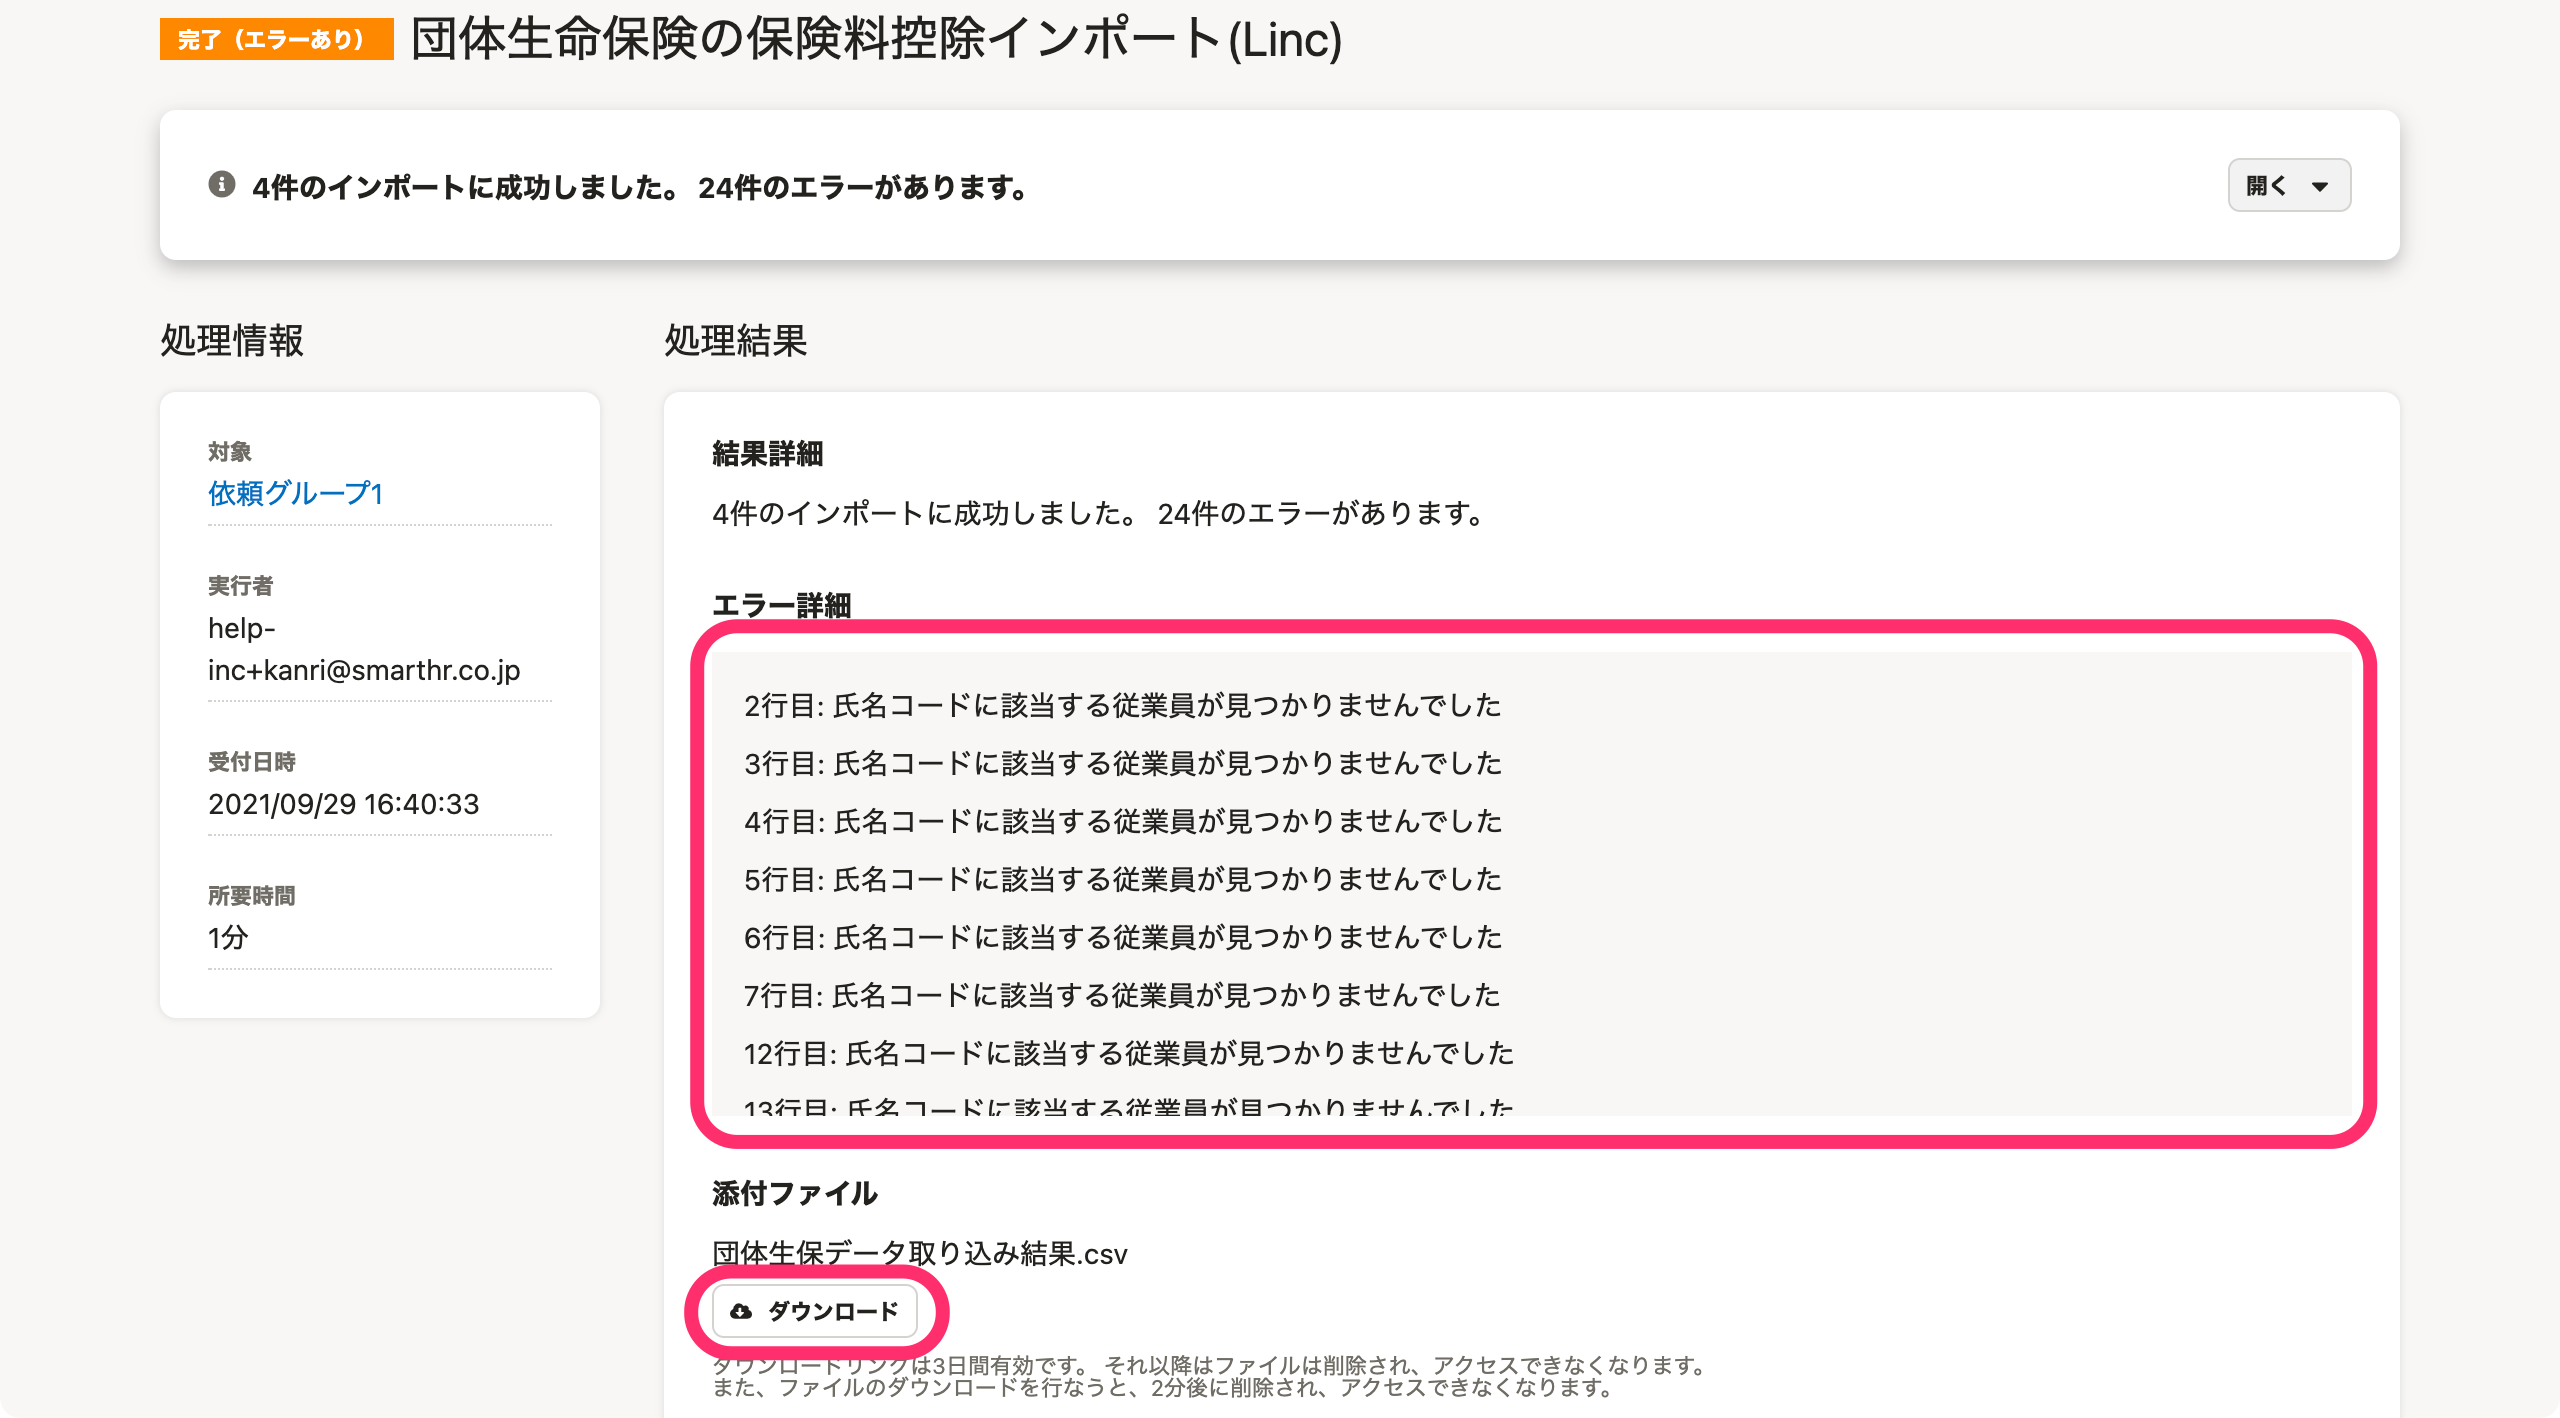 完了（エラーあり） 団体生命保険の保険料控除インポート(Linc)
4件のインポートに成功しました。 24件のエラーがあります。
開く
処理情報
対象
依頼グループ1
実行者
help-
inc+kanri@smarthr.co.jp
受付日時
2021/09/29 16:40:33
所要時間
1分
処理結果
結果詳細
4件のインポートに成功しました。 24件のエラーがあります。
エラー詳細
2行目: 氏名コードに該当する従業員が見つかりませんでした
3行目: 氏名コードに該当する従業員が見つかりませんでした
4行目: 氏名コードに該当する従業員が見つかりませんでした
5行目: 氏名コードに該当する従業員が見つかりませんでした
6行目: 氏名コードに該当する従業員が見つかりませんでした
7行目: 氏名コードに該当する従業員が見つかりませんでした
12行目: 氏名コードに該当する従業員が見つかりませんでした
13行目: 氏名コードに該当する従業員が見つかりませんでした
添付ファイル
団体生保データ取り込み結果.csv
ダウンロード
ダウンロードリンクは3日間有効です。 それ以降はファイルは削除され、アクセスできなくなります。
また、ファイルのダウンロードを行なうと、2分後に削除され、アクセスできなくなります。